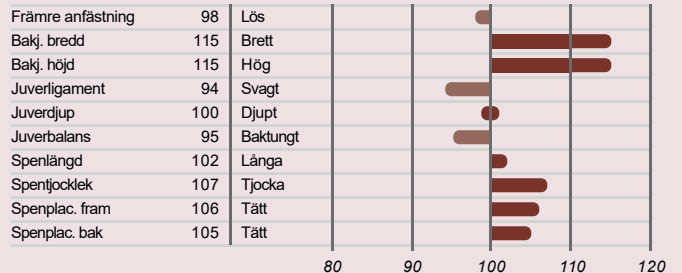 Främre anfästning 98 Lös
Bakj. bredd 115 Brett
Bakj. höjd 115 Hög
Juverligament 94 Svagt
Juverdjup 100 Djupt
Juverbalans 95 Baktungt
Spenlängd 102 Långa
Spentjocklek 107 Tjocka
Spenplac. fram 106 Tätt
Spenplac. bak 105 Tätt
80 90 100 110 120